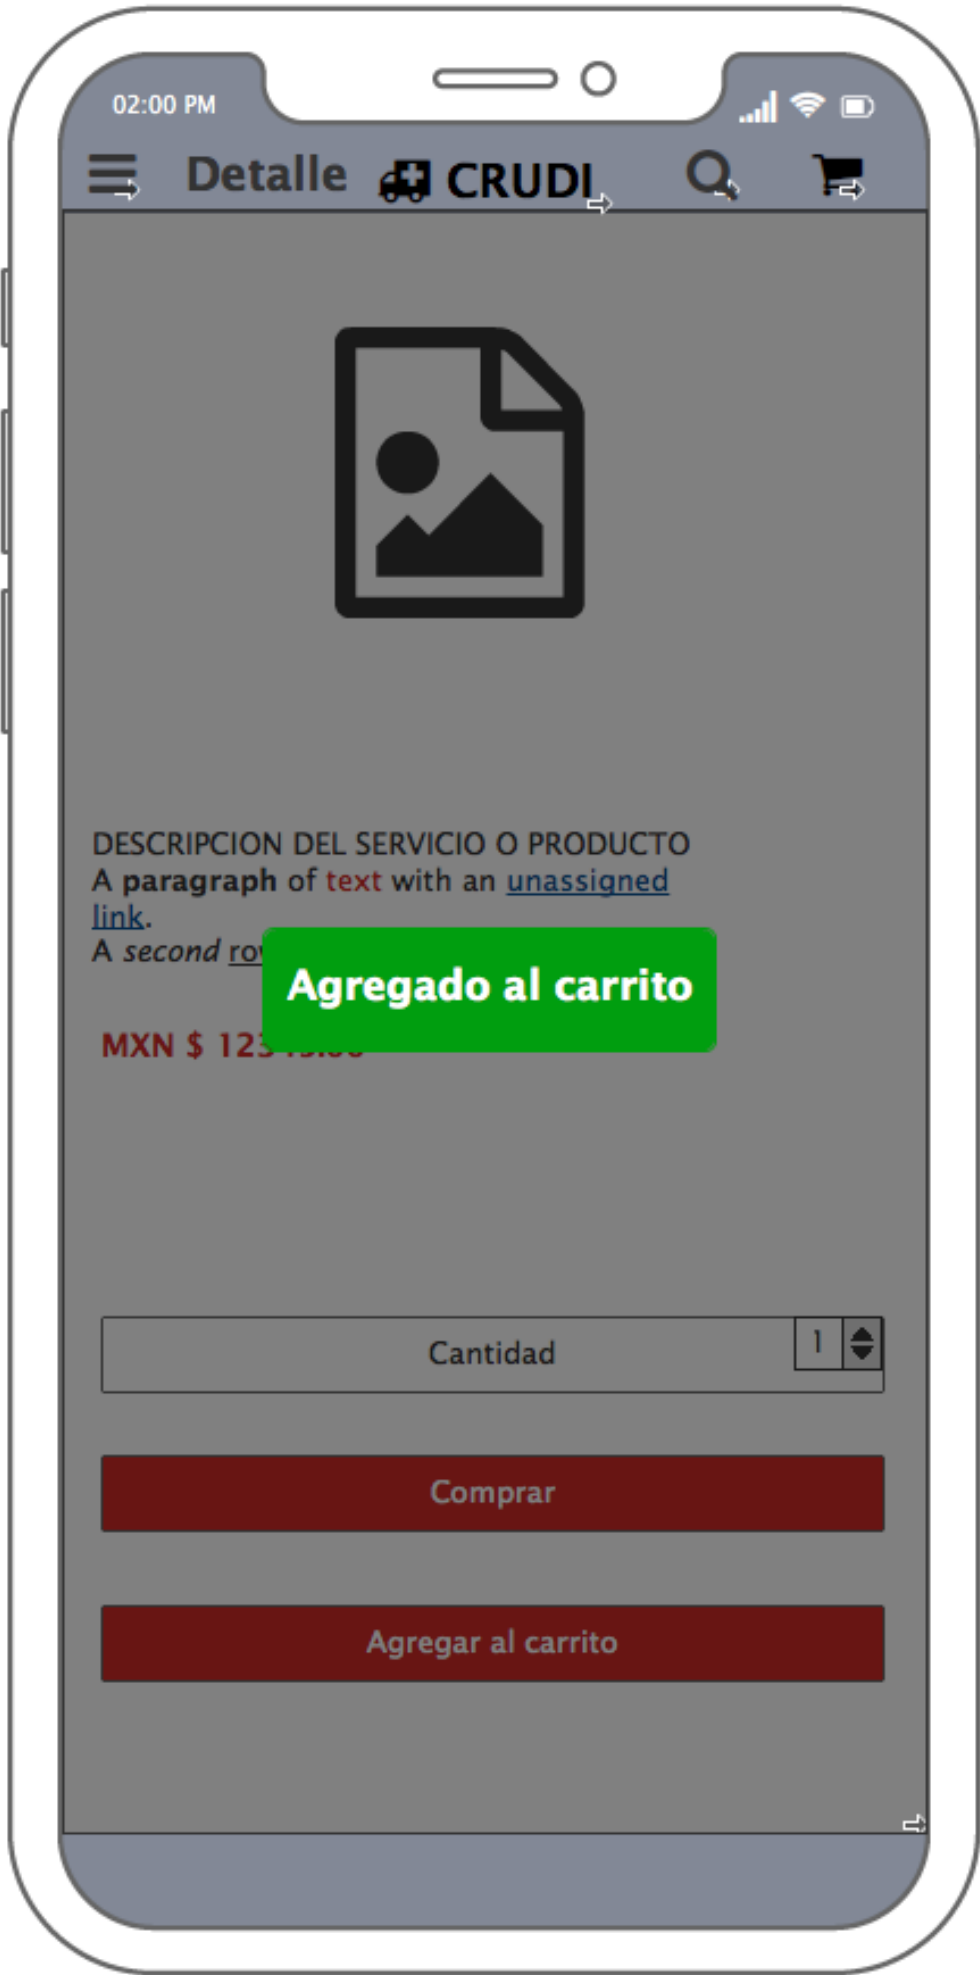 02:00 PM
Detalle CRUDI
DESCRIPCION DEL SERVICIO O PRODUCTO
A paragraph of text with an unassigned
link.
A second
Agregado al carrito
MXN $
Cantidad 1
Comprar
Agregar al carrito